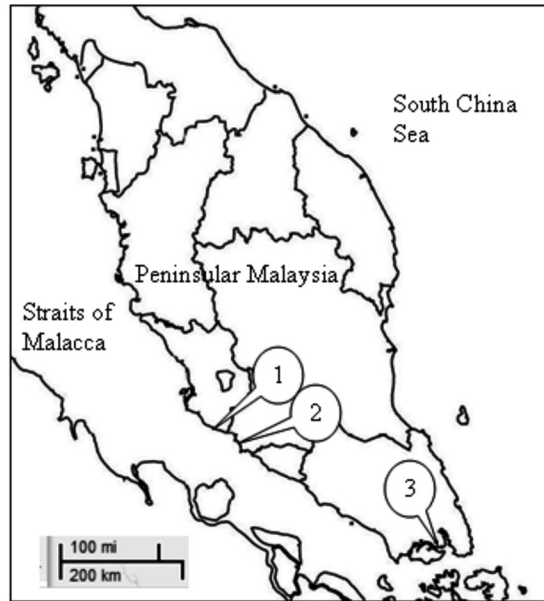 South China
Sea
Peninsular Malaysia
Straits of
Malacca
1
2
3
100 mi
200 km